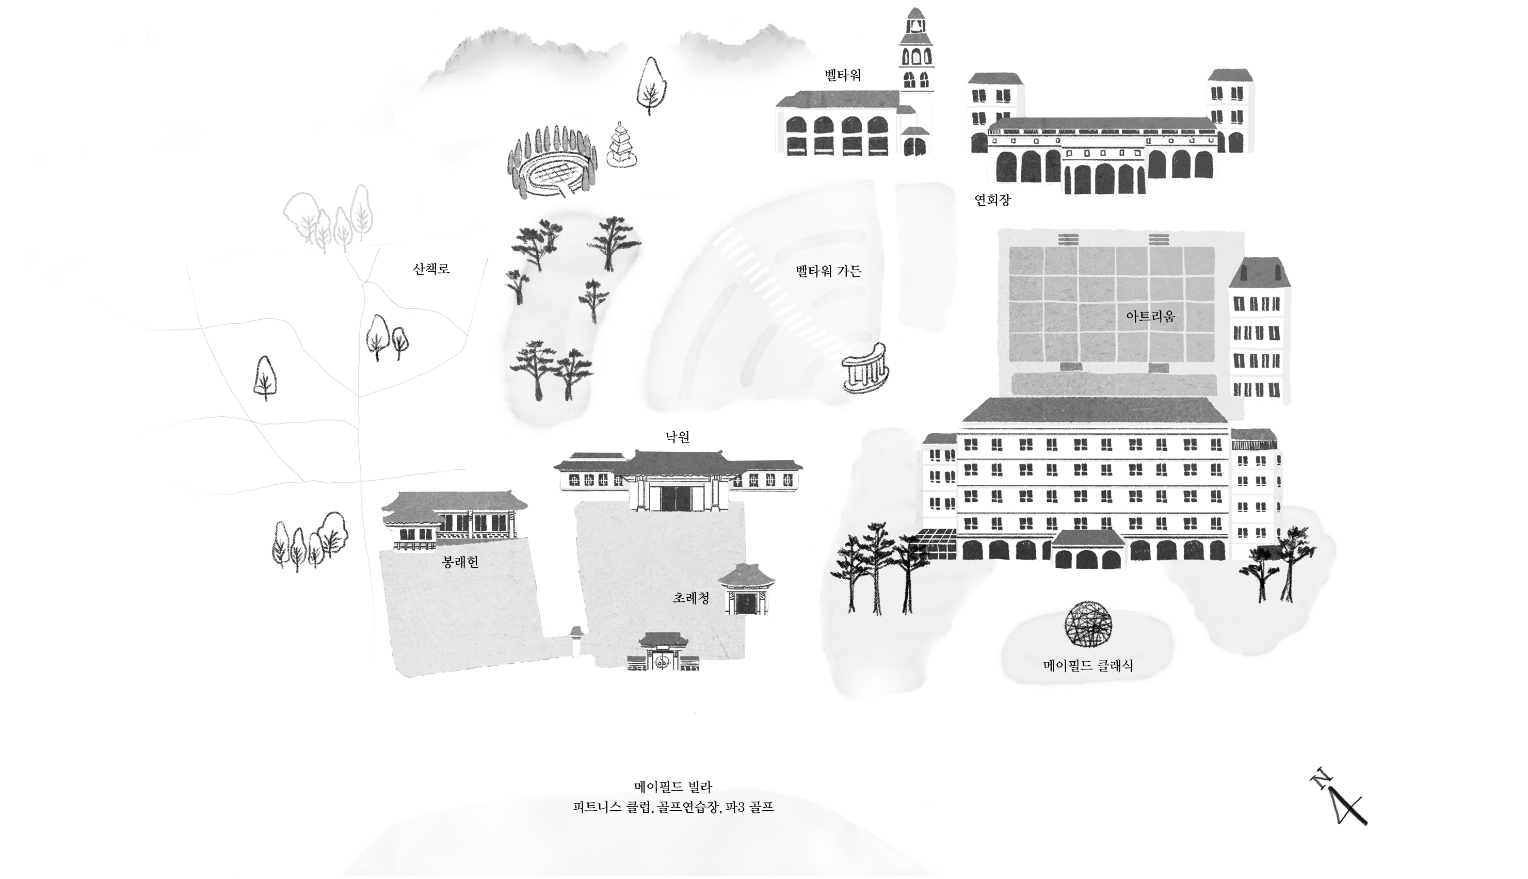 벨타워
연회장
산책로
벨타워 가든
아트리움
낙원
봉래헌
초례청
메이필드 클래식
메이필드 빌라
피트니스 클럽, 골프연습장, 파3 골프
N